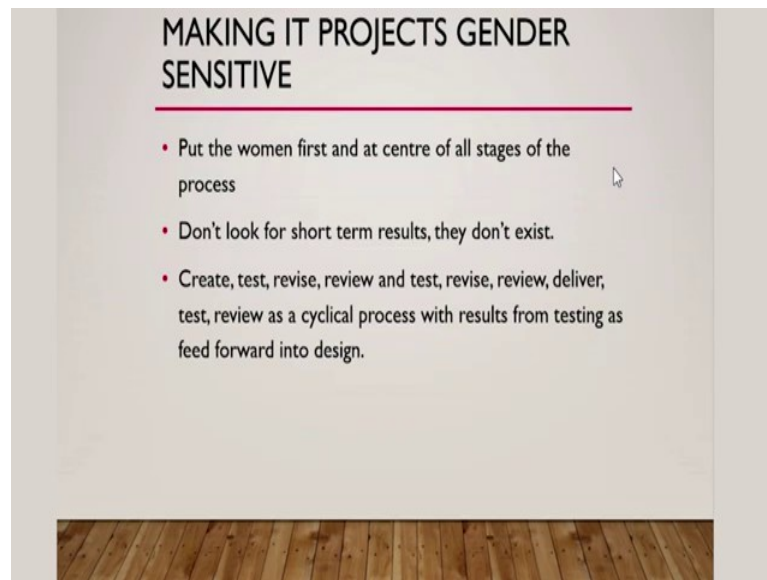 MAKING IT PROJECTS GENDER
SENSITIVE
• Put the women first and at centre of all stages of the
process
• Don't look for short term results, they don't exist.
• Create, test, revise, review and test, revise, review, deliver,
test, review as a cyclical process with results from testing as
feed forward into design.